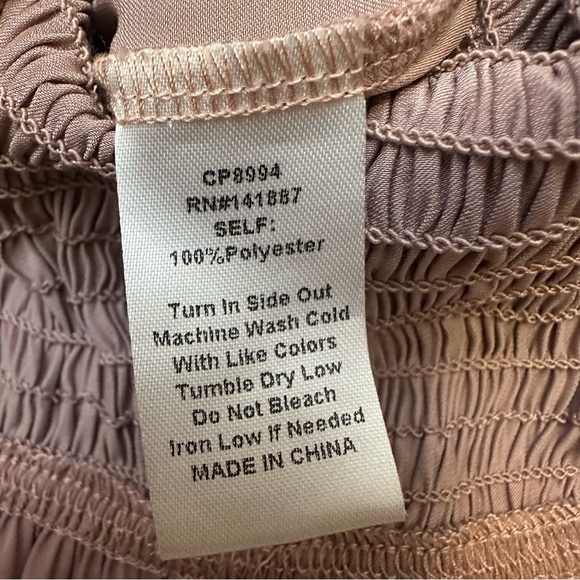 CP8994
RN#141887
SELF:
100%Polyester
Turn In Side Out
Machine Wash Cold
With Like Colors
Tumble Dry Low
Do Not Bleach
Iron Low If Needed
MADE IN CHINA